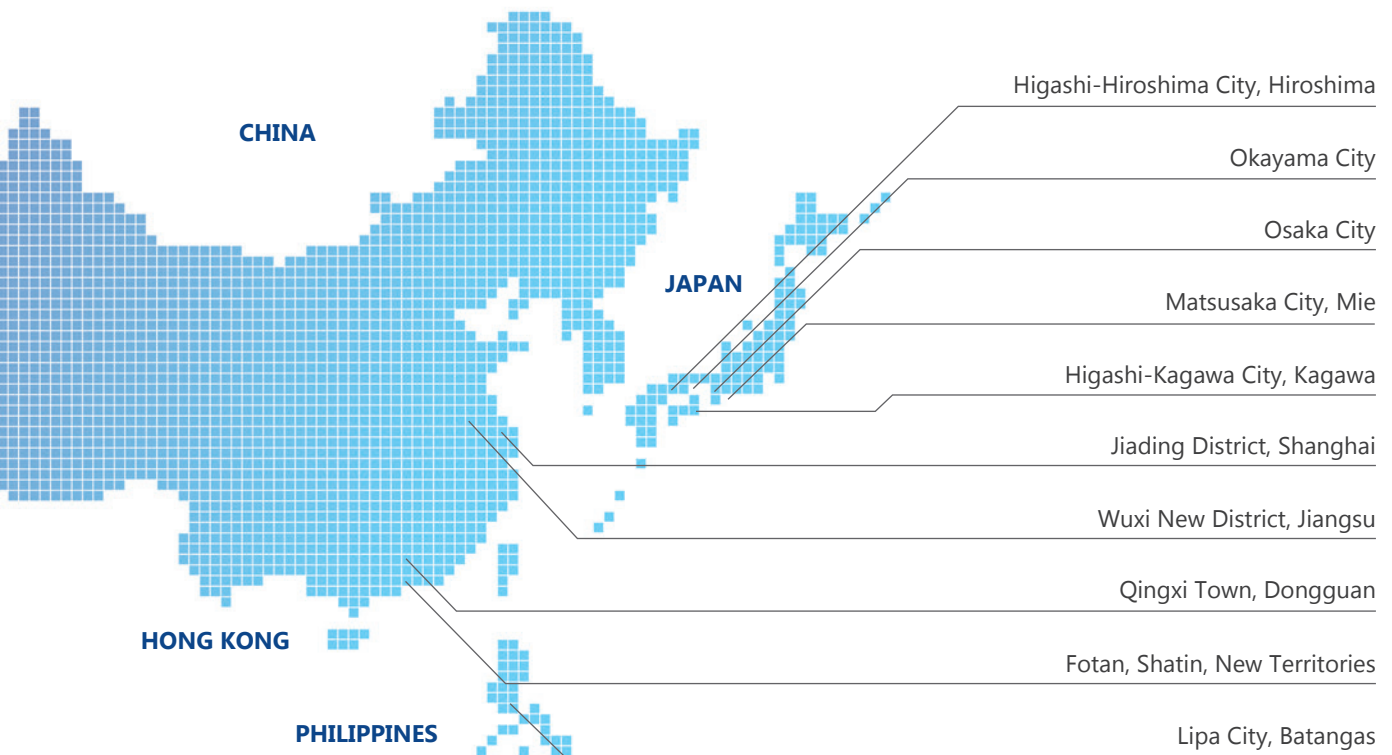 CHINA
Higashi-Hiroshima City, Hiroshima
Okayama City
Osaka City
JAPAN
Matsusaka City, Mie
Higashi-Kagawa City, Kagawa
Jiading District, Shanghai
Wuxi New District, Jiangsu
Qingxi Town, Dongguan
HONG KONG
Fotan, Shatin, New Territories
PHILIPPINES
Lipa City, Batangas